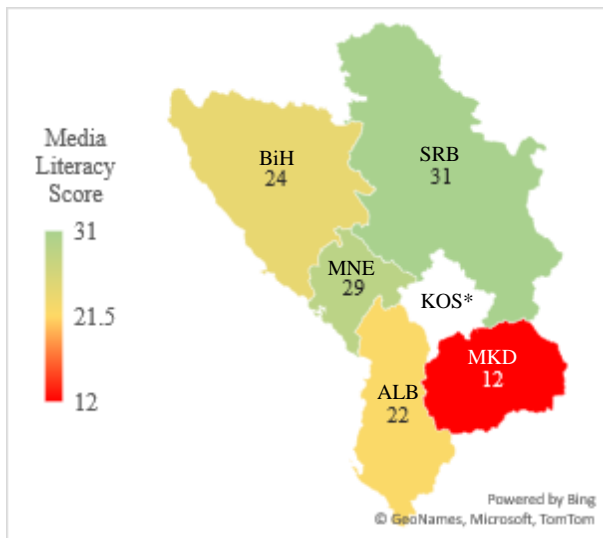 Media
Literacy
Score
31
21.5
12
BiH
24
SRB
31
MNE
29
KOS*
MKD
12
ALB
22
Powered by Bing
© GeoNames, Microsoft, TomTom